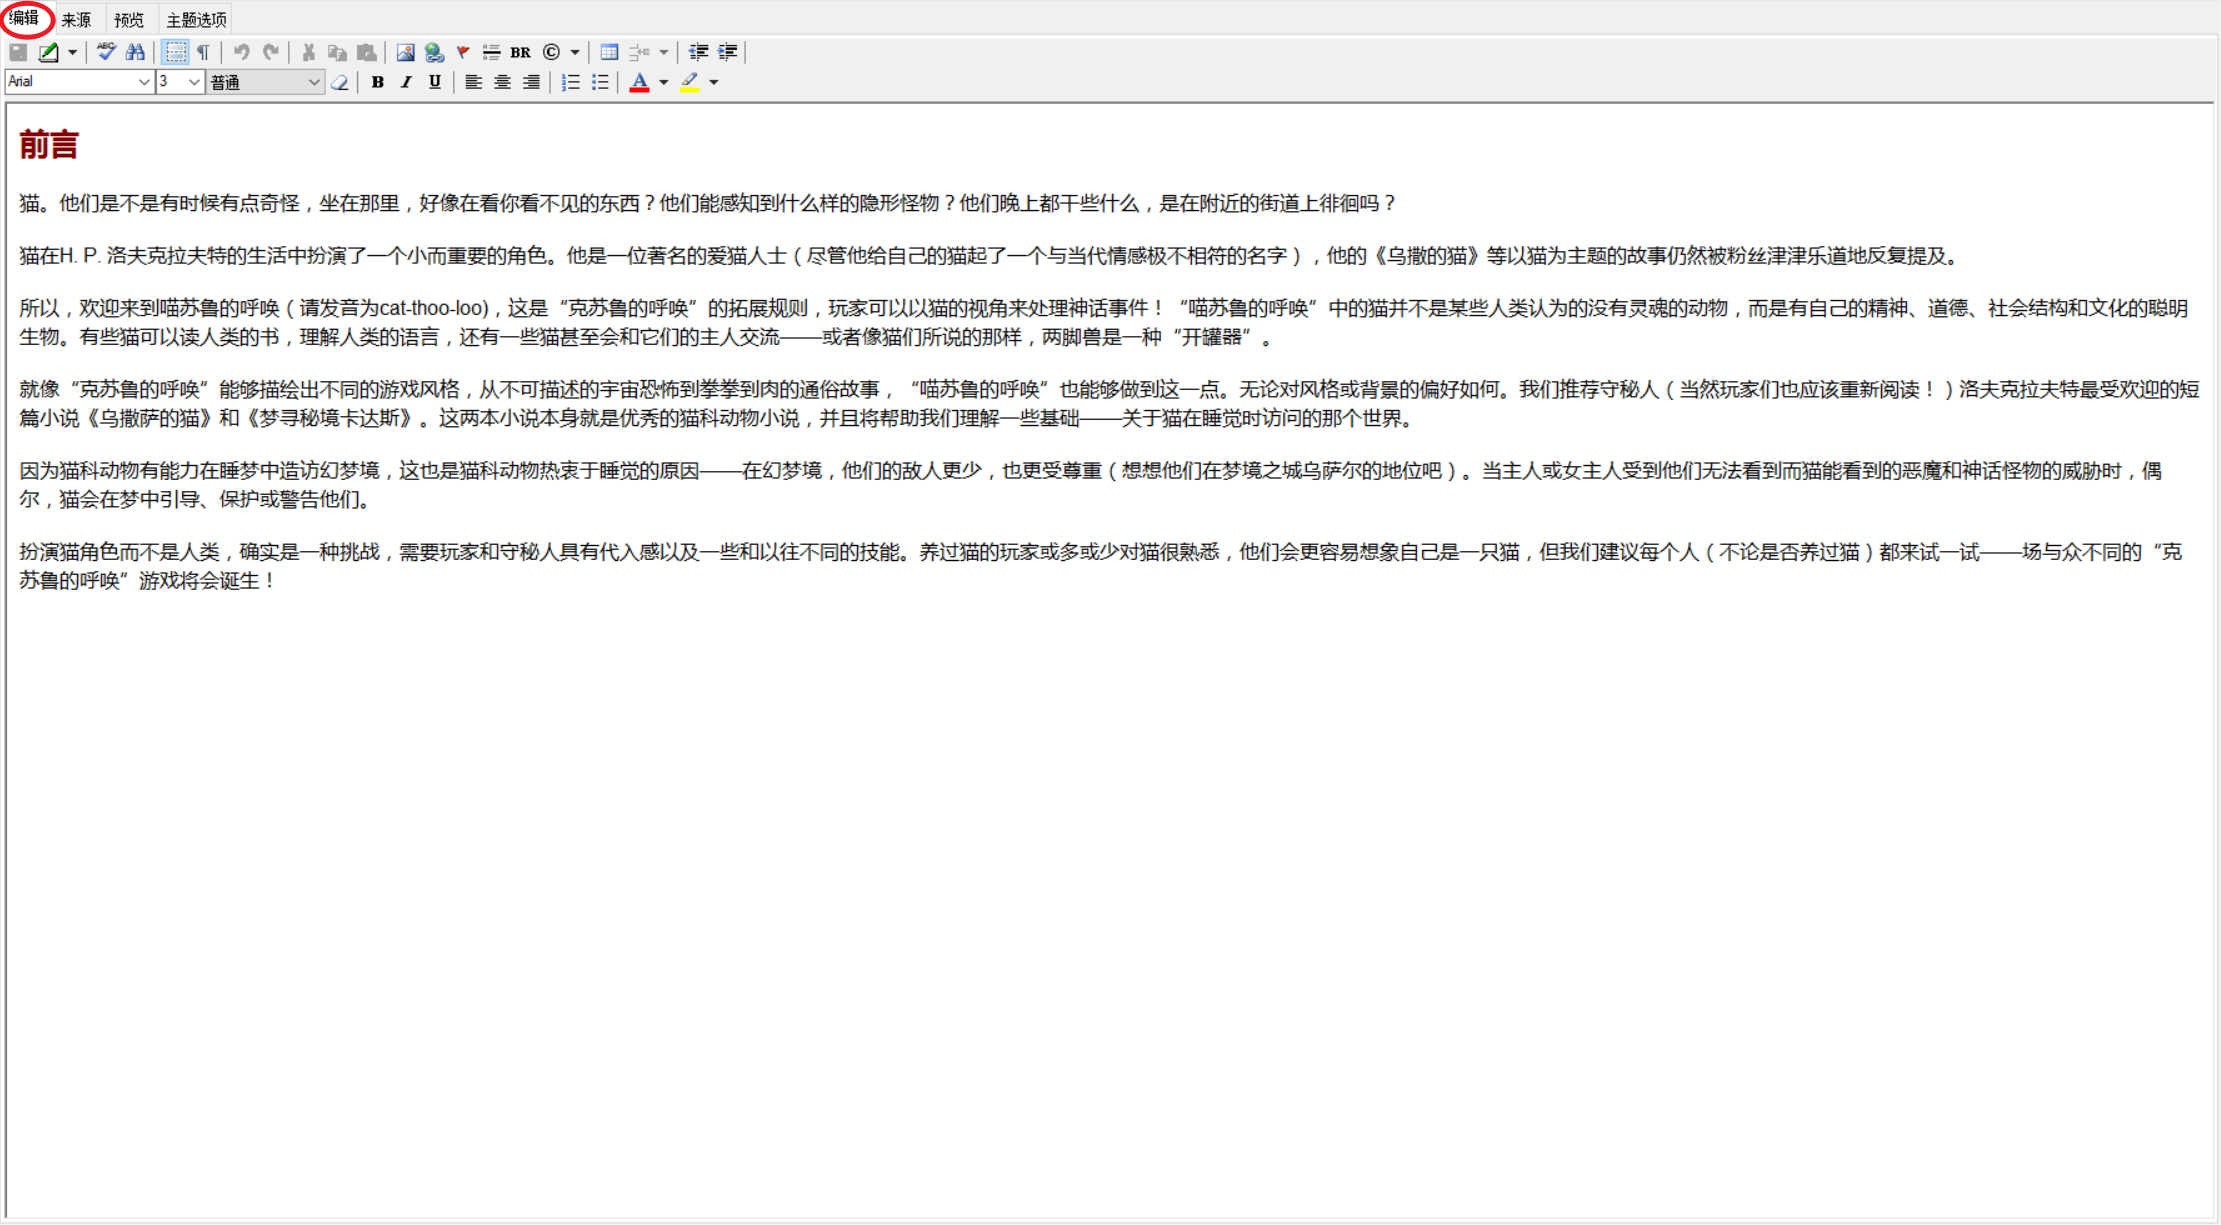 编辑 来源 预览 主题选项
ABC BR ©
Arial 3 普通 B I U A
前言
猫。他们是不是有时候有点奇怪，坐在那里，好像在看你看不见的东西？他们能感知到什么样的隐形怪物？他们晚上都干些什么，是在附近的街道上徘徊吗？
猫在H. P. 洛夫克拉夫特的生活中扮演了一个小而重要的角色。他是一位著名的爱猫人士（尽管他给自己的猫起了一个与当代情感极不相符的名字），他的《乌撒的猫》等以猫为主题的故事仍然被粉丝津津乐道地反复提及。
所以，欢迎来到喵苏鲁的呼唤（请发音为cat-thoo-loo)，这是“克苏鲁的呼唤”的拓展规则，玩家可以以猫的视角来处理神话事件！“喵苏鲁的呼唤”中的猫并不是某些人类认为的没有灵魂的动物，而是有自己的精神、道德、社会结构和文化的聪明
生物。有些猫可以读人类的书，理解人类的语言，还有一些猫甚至会和它们的主人交流——或者像猫们所说的那样，两脚兽是一种“开罐器”。
就像“克苏鲁的呼唤”能够描绘出不同的游戏风格，从不可描述的宇宙恐怖到拳拳到肉的通俗故事，“喵苏鲁的呼唤”也能够做到这一点。无论对风格或背景的偏好如何。我们推荐守秘人（当然玩家们也应该重新阅读！）洛夫克拉夫特最受欢迎的短
篇小说《乌撒萨的猫》和《梦寻秘境卡达斯》。这两本小说本身就是优秀的猫科动物小说，并且将帮助我们理解一些基础——关于猫在睡觉时访问的那个世界。
因为猫科动物有能力在睡梦中造访幻梦境，这也是猫科动物热衷于睡觉的原因——在幻梦境，他们的敌人更少，也更受尊重（想想他们在梦境之城乌萨尔的地位吧）。当主人或女主人受到他们无法看到而猫能看到的恶魔和神话怪物的威胁时，偶
尔，猫会在梦中引导、保护或警告他们。
扮演猫角色而不是人类，确实是一种挑战，需要玩家和守秘人具有代入感以及一些和以往不同的技能。养过猫的玩家或多或少对猫很熟悉，他们会更容易想象自己是一只猫，但我们建议每个人（不论是否养过猫）都来试一试——场与众不同的“克
苏鲁的呼唤”游戏将会诞生！